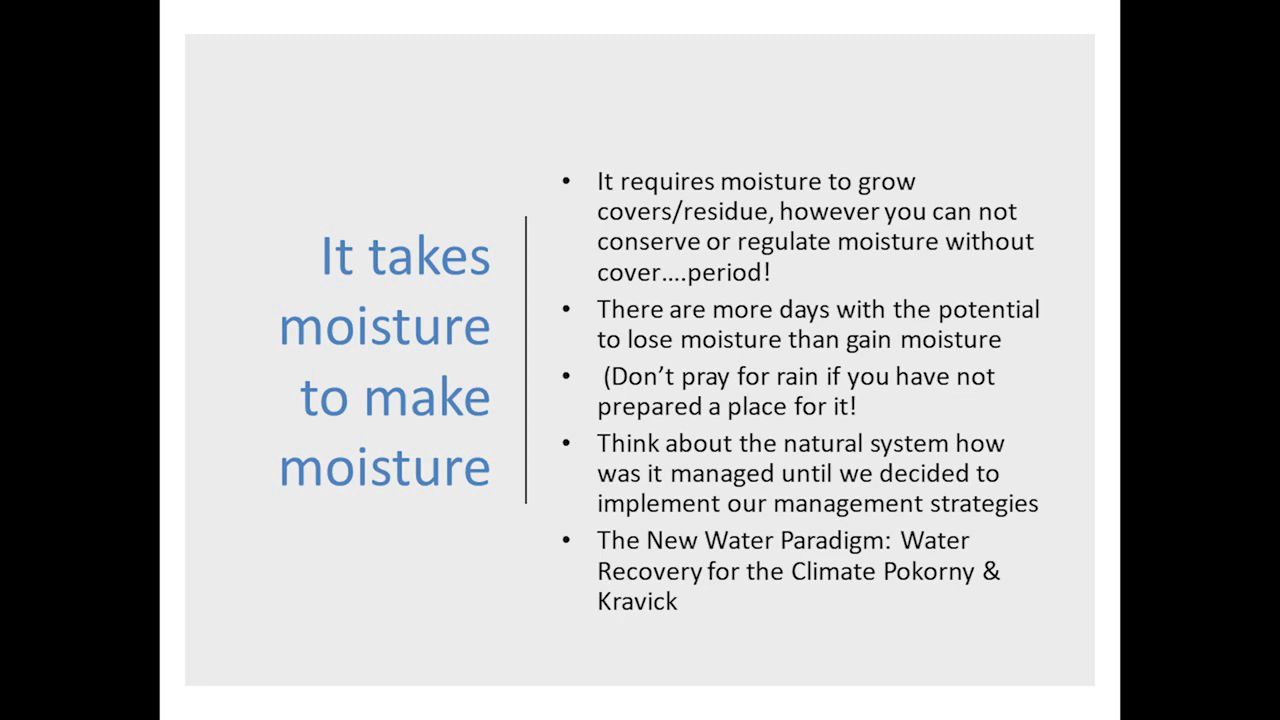 It takes
moisture
to make
moisture
• It requires moisture to grow
covers/residue, however you can not
conserve or regulate moisture without
cover....period!
• There are more days with the potential
to lose moisture than gain moisture
• (Don’t pray for rain if you have not
prepared a place for it!
• Think about the natural system how
was it managed until we decided to
implement our management strategies
• The New Water Paradigm: Water
Recovery for the Climate Pokorny &
Kravick